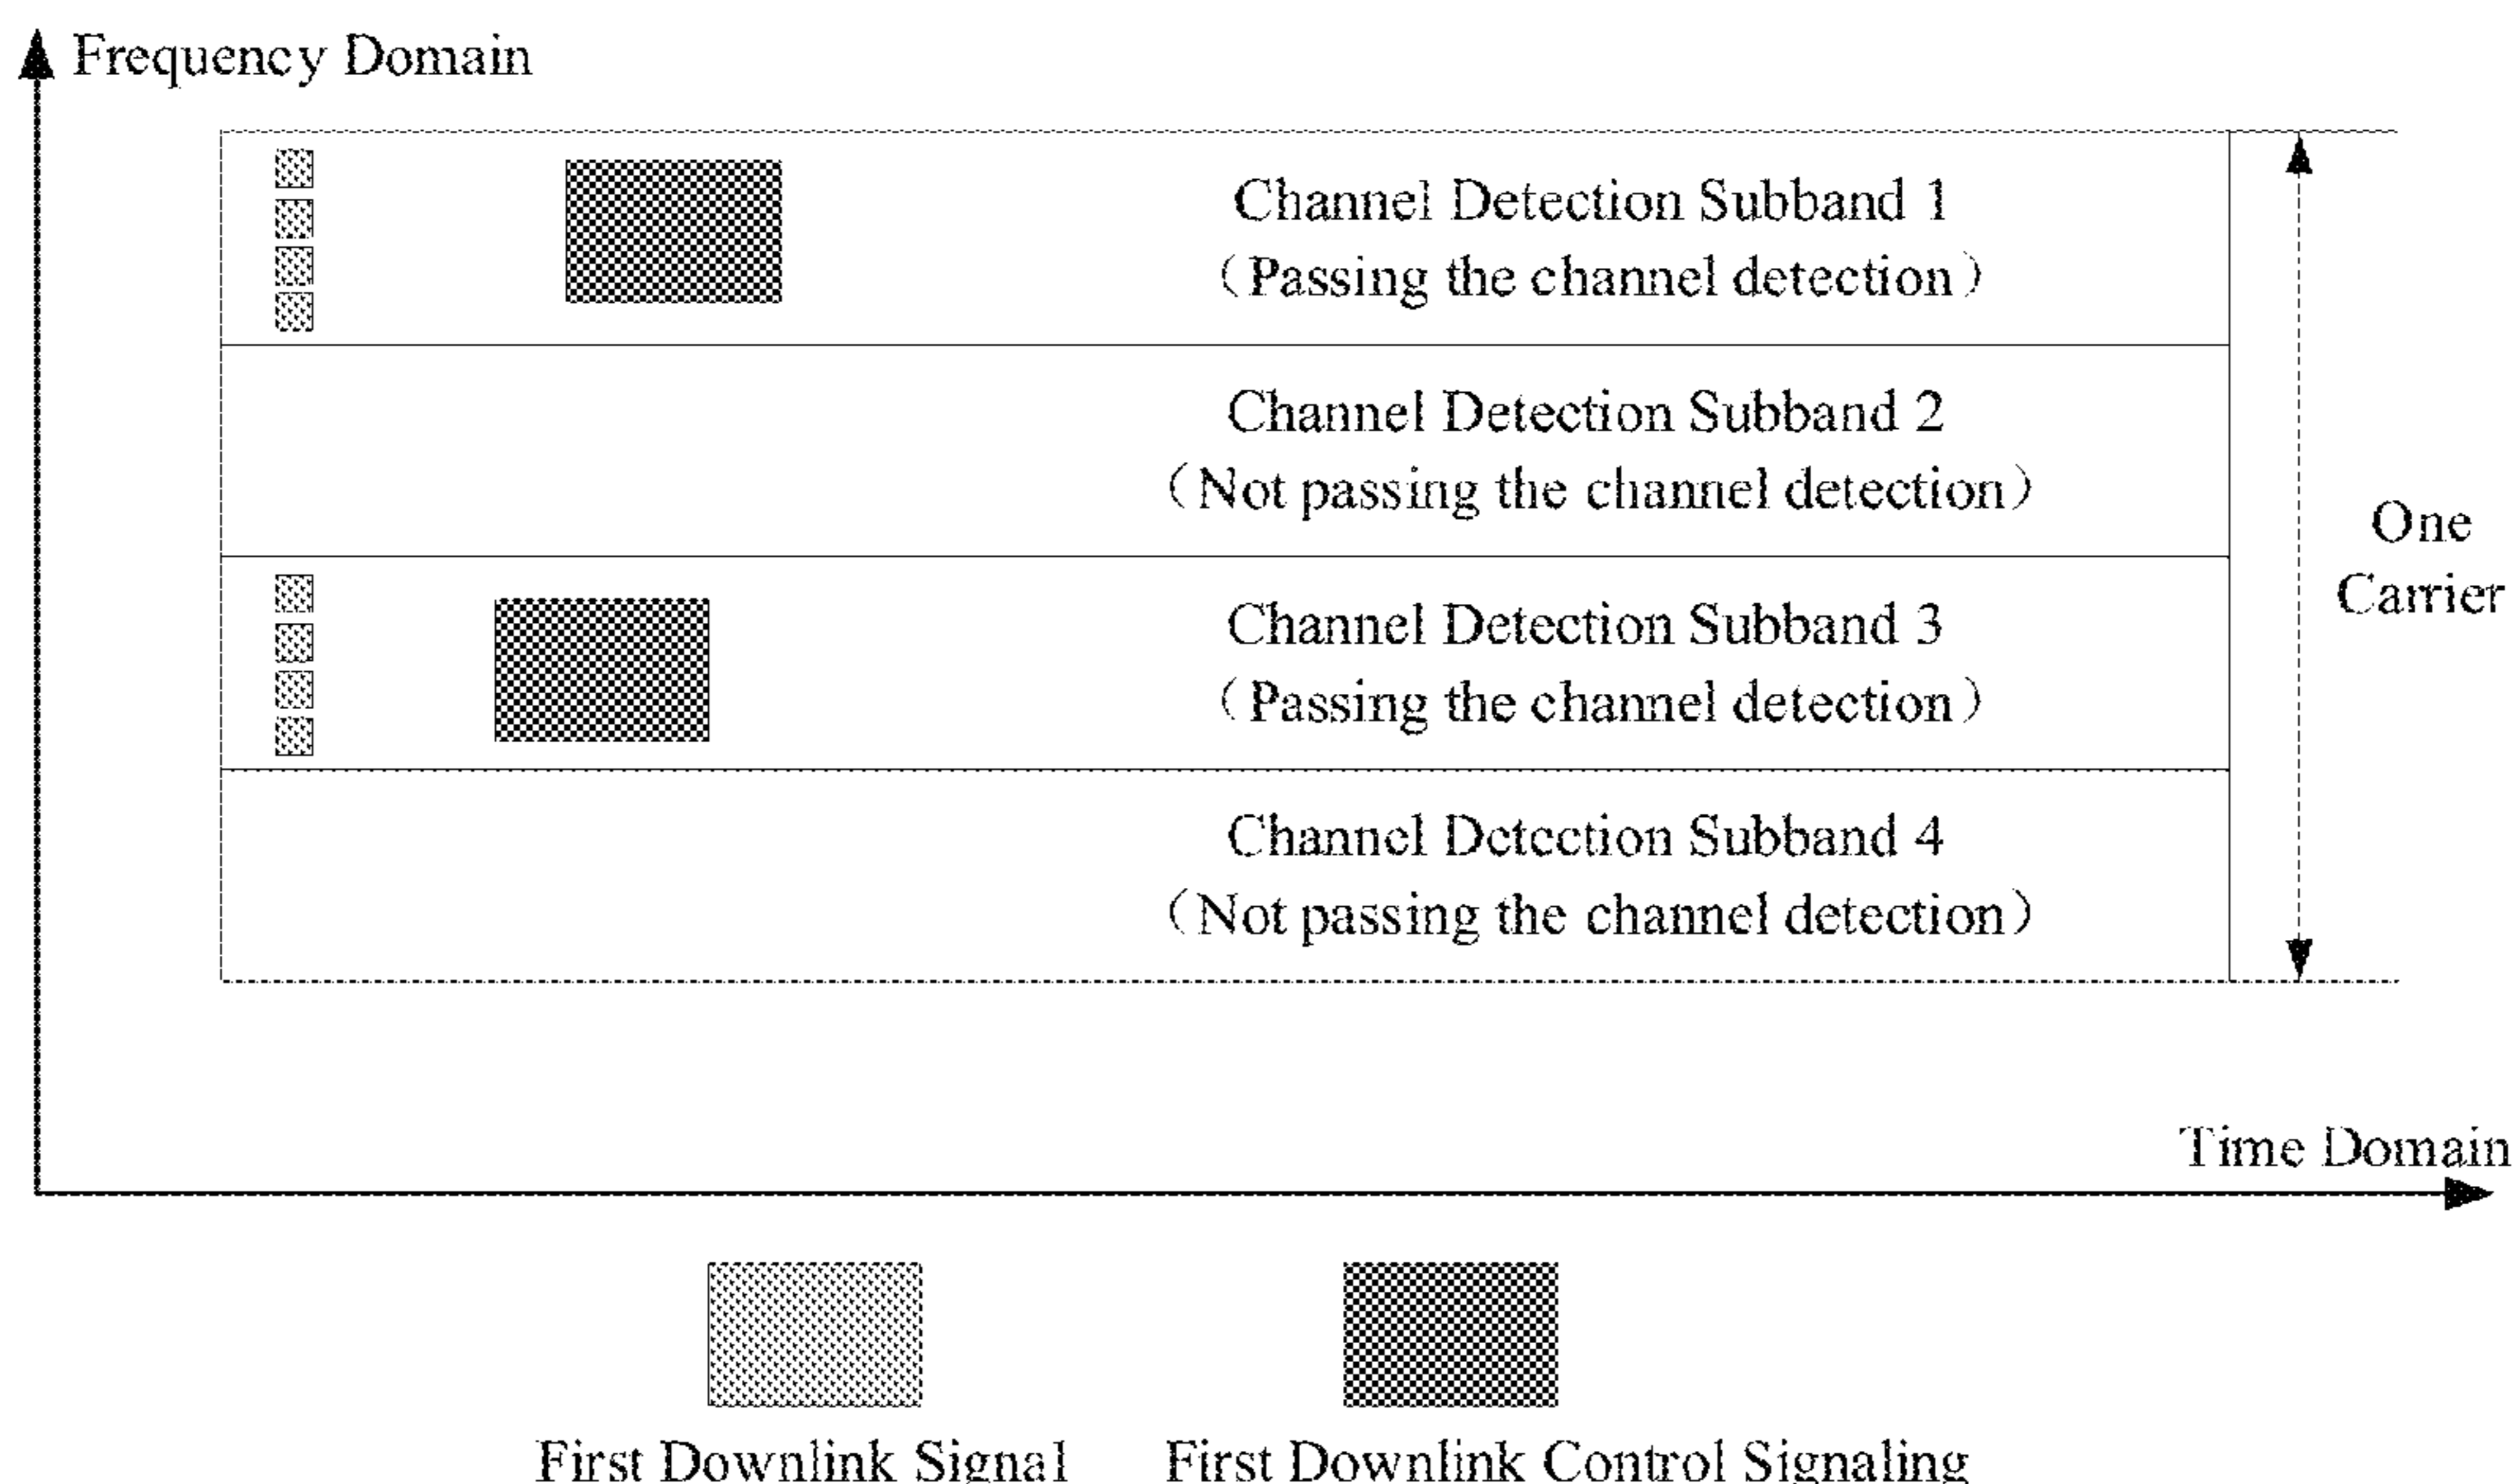 Frequency Domain
Channel Detection Subband 1
（Passing the channel detection）
Channel Detection Subband 2
（Not passing the channel detection）
One
Carrier
Channel Detection Subband 3
（Passing the channel detection）
Channel Detection Subband 4
（Not passing the channel detection）
Time Domain
First Downlink Signal
First Downlink Control Signaling